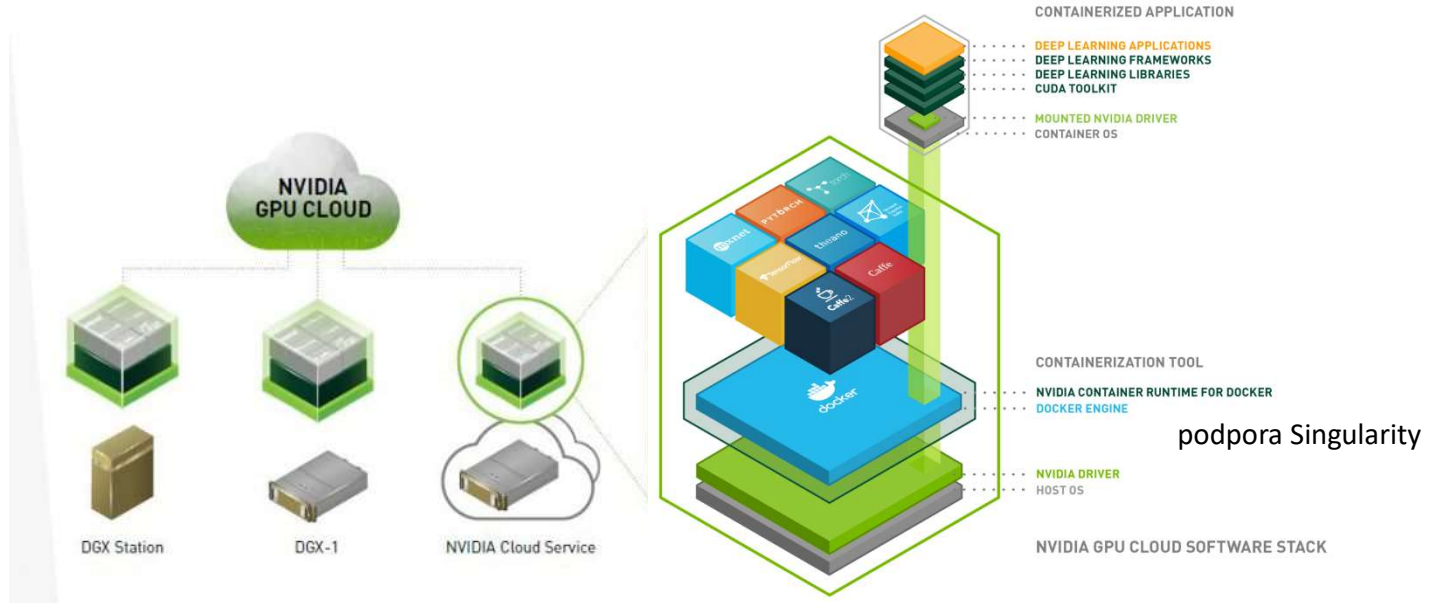 NVIDIA
GPU CLOUD
DGX Station
DGX-1
NVIDIA Cloud Service
CONTAINERIZED APPLICATION
DEEP LEARNING APPLICATIONS
DEEP LEARNING FRAMEWORKS
DEEP LEARNING LIBRARIES
CUDA TOOLKIT
MOUNTED NVIDIA DRIVER
CONTAINER OS
torch
PYTORCH
mxnet
theano
TensorFlow
Caffe
Caffe2
docker
CONTAINERIZATION TOOL
NVIDIA CONTAINER RUNTIME FOR DOCKER
DOCKER ENGINE
podpora Singularity
NVIDIA DRIVER
HOST OS
NVIDIA GPU CLOUD SOFTWARE STACK